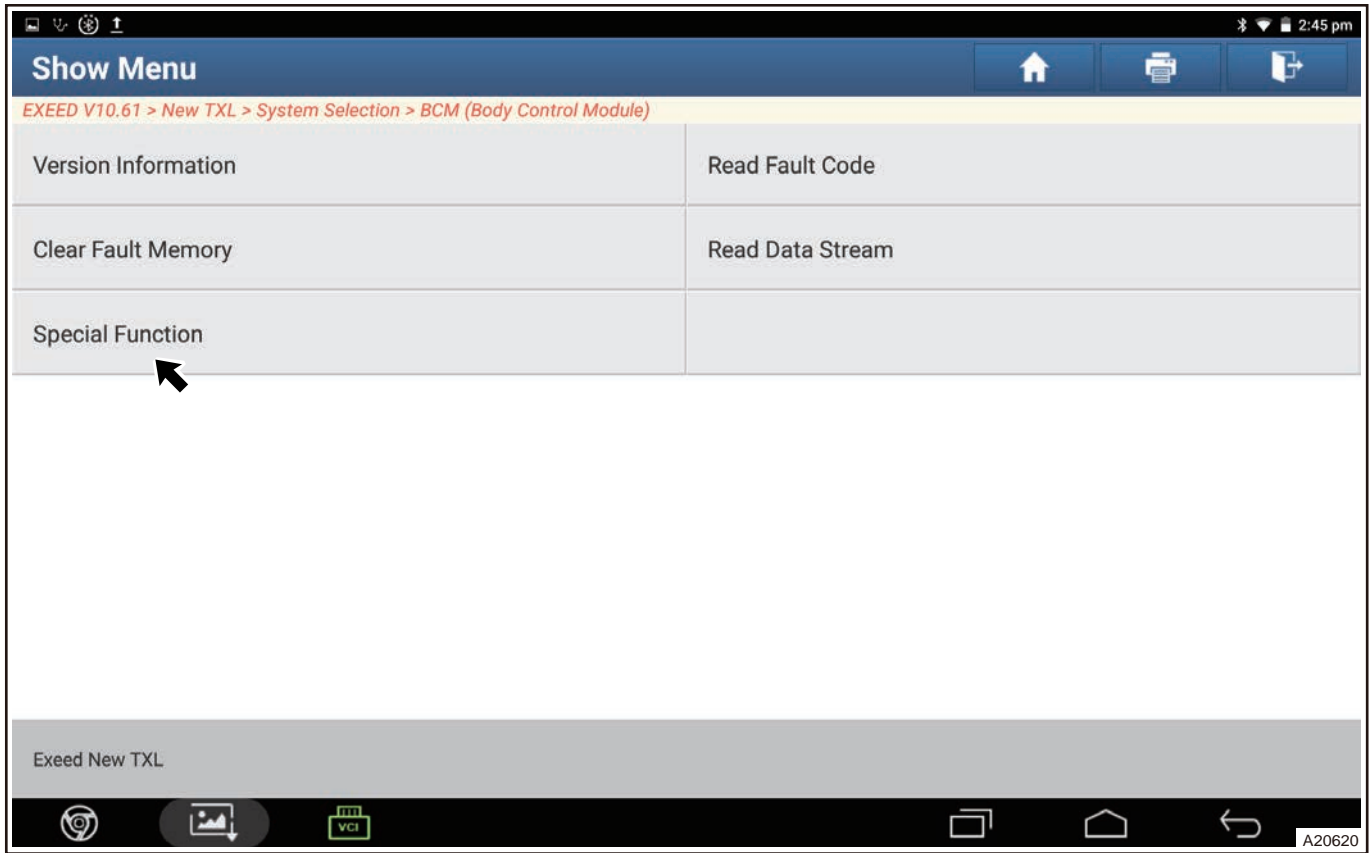 2:45 pm
Show Menu
EXEED V10.61 > New TXL > System Selection > BCM (Body Control Module)
Version Information
Read Fault Code
Clear Fault Memory
Read Data Stream
Special Function
Exeed New TXL
VCI
A20620